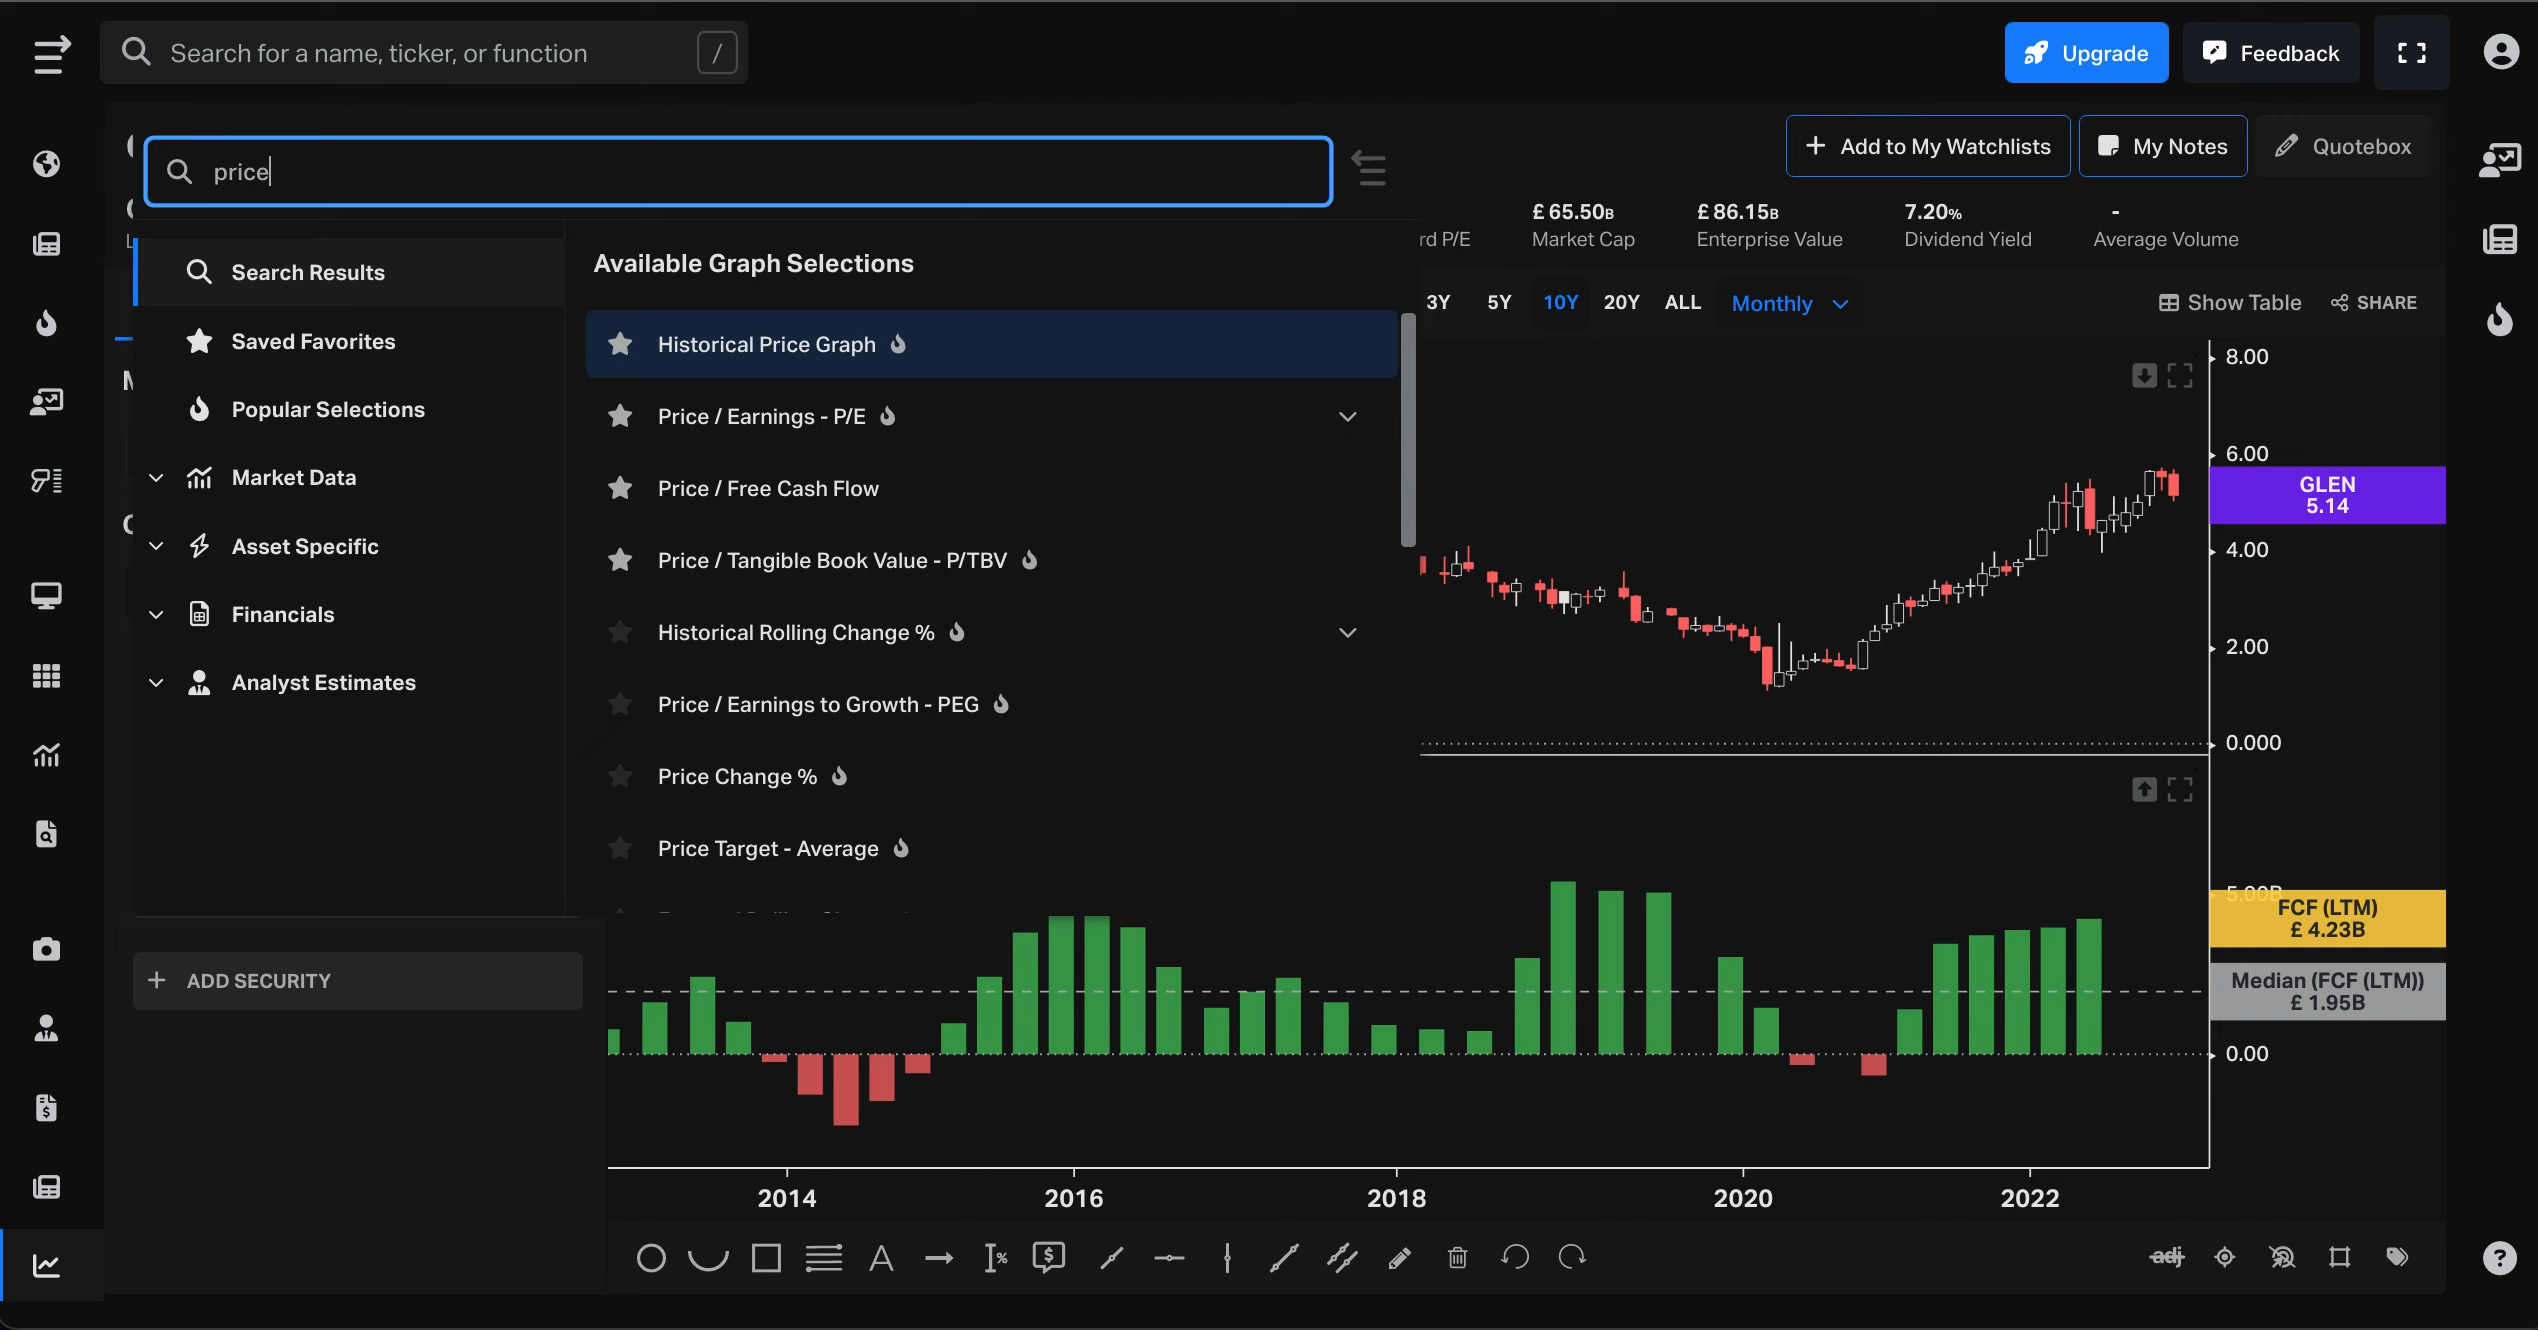 Search for a name, ticker, or function /
Upgrade
Feedback
price
Add to My Watchlists
My Notes
Quotebox
£ 65.50B
£ 86.15B
7.20%
-
rd P/E
Market Cap
Enterprise Value
Dividend Yield
Average Volume
Search Results
Saved Favorites
Popular Selections
Market Data
Asset Specific
Financials
Analyst Estimates
Available Graph Selections
Historical Price Graph
Price / Earnings - P/E
Price / Free Cash Flow
Price / Tangible Book Value - P/TBV
Historical Rolling Change %
Price / Earnings to Growth - PEG
Price Change %
Price Target - Average
3Y 5Y 10Y 20Y ALL Monthly
Show Table
SHARE
8.00
6.00
GLEN
5.14
4.00
2.00
0.000
5.00B
FCF (LTM)
£ 4.23B
Median (FCF (LTM))
£ 1.95B
0.00
+ ADD SECURITY
2014 2016 2018 2020 2022
A
%
$
adj
?